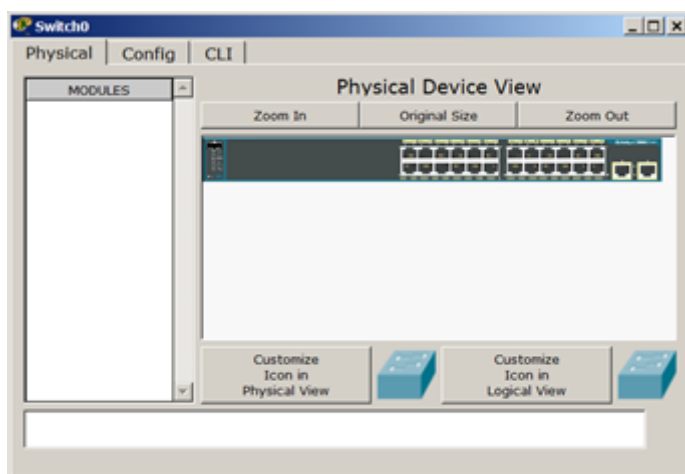 Switch0
Physical Config CLI
MODULES
Physical Device View
Zoom In Original Size Zoom Out
Customize
Icon in
Physical View
Customize
Icon in
Logical View